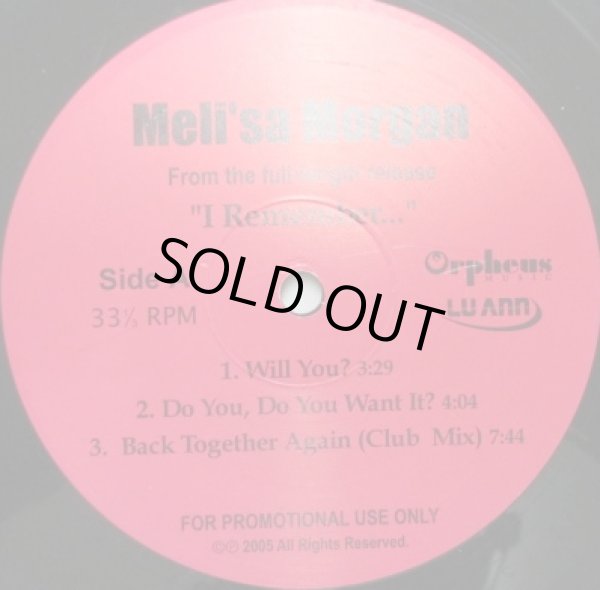 Meli'sa Morgan
From the full length release
"I Remember..."
Side A
33⅓ RPM
Orpheus
MUSIC
LU ANN
SOLD OUT
1. Will You? 3:29
2. Do You, Do You Want It? 4:04
3. Back Together Again (Club Mix) 7:44
FOR PROMOTIONAL USE ONLY
©℗ 2005 All Rights Reserved.